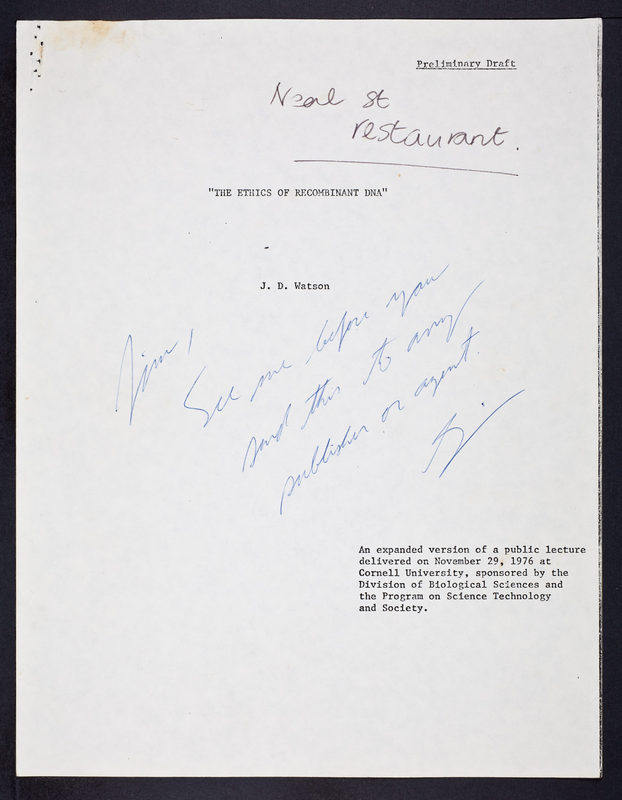 Preliminary Draft
Neal St
restaurant.
"THE ETHICS OF RECOMBINANT DNA"
J. D. Watson
Jim,
See me before you
send this to any
publisher or agent.
An expanded version of a public lecture
delivered on November 29, 1976 at
Cornell University, sponsored by the
Division of Biological Sciences and
the Program on Science Technology
and Society.